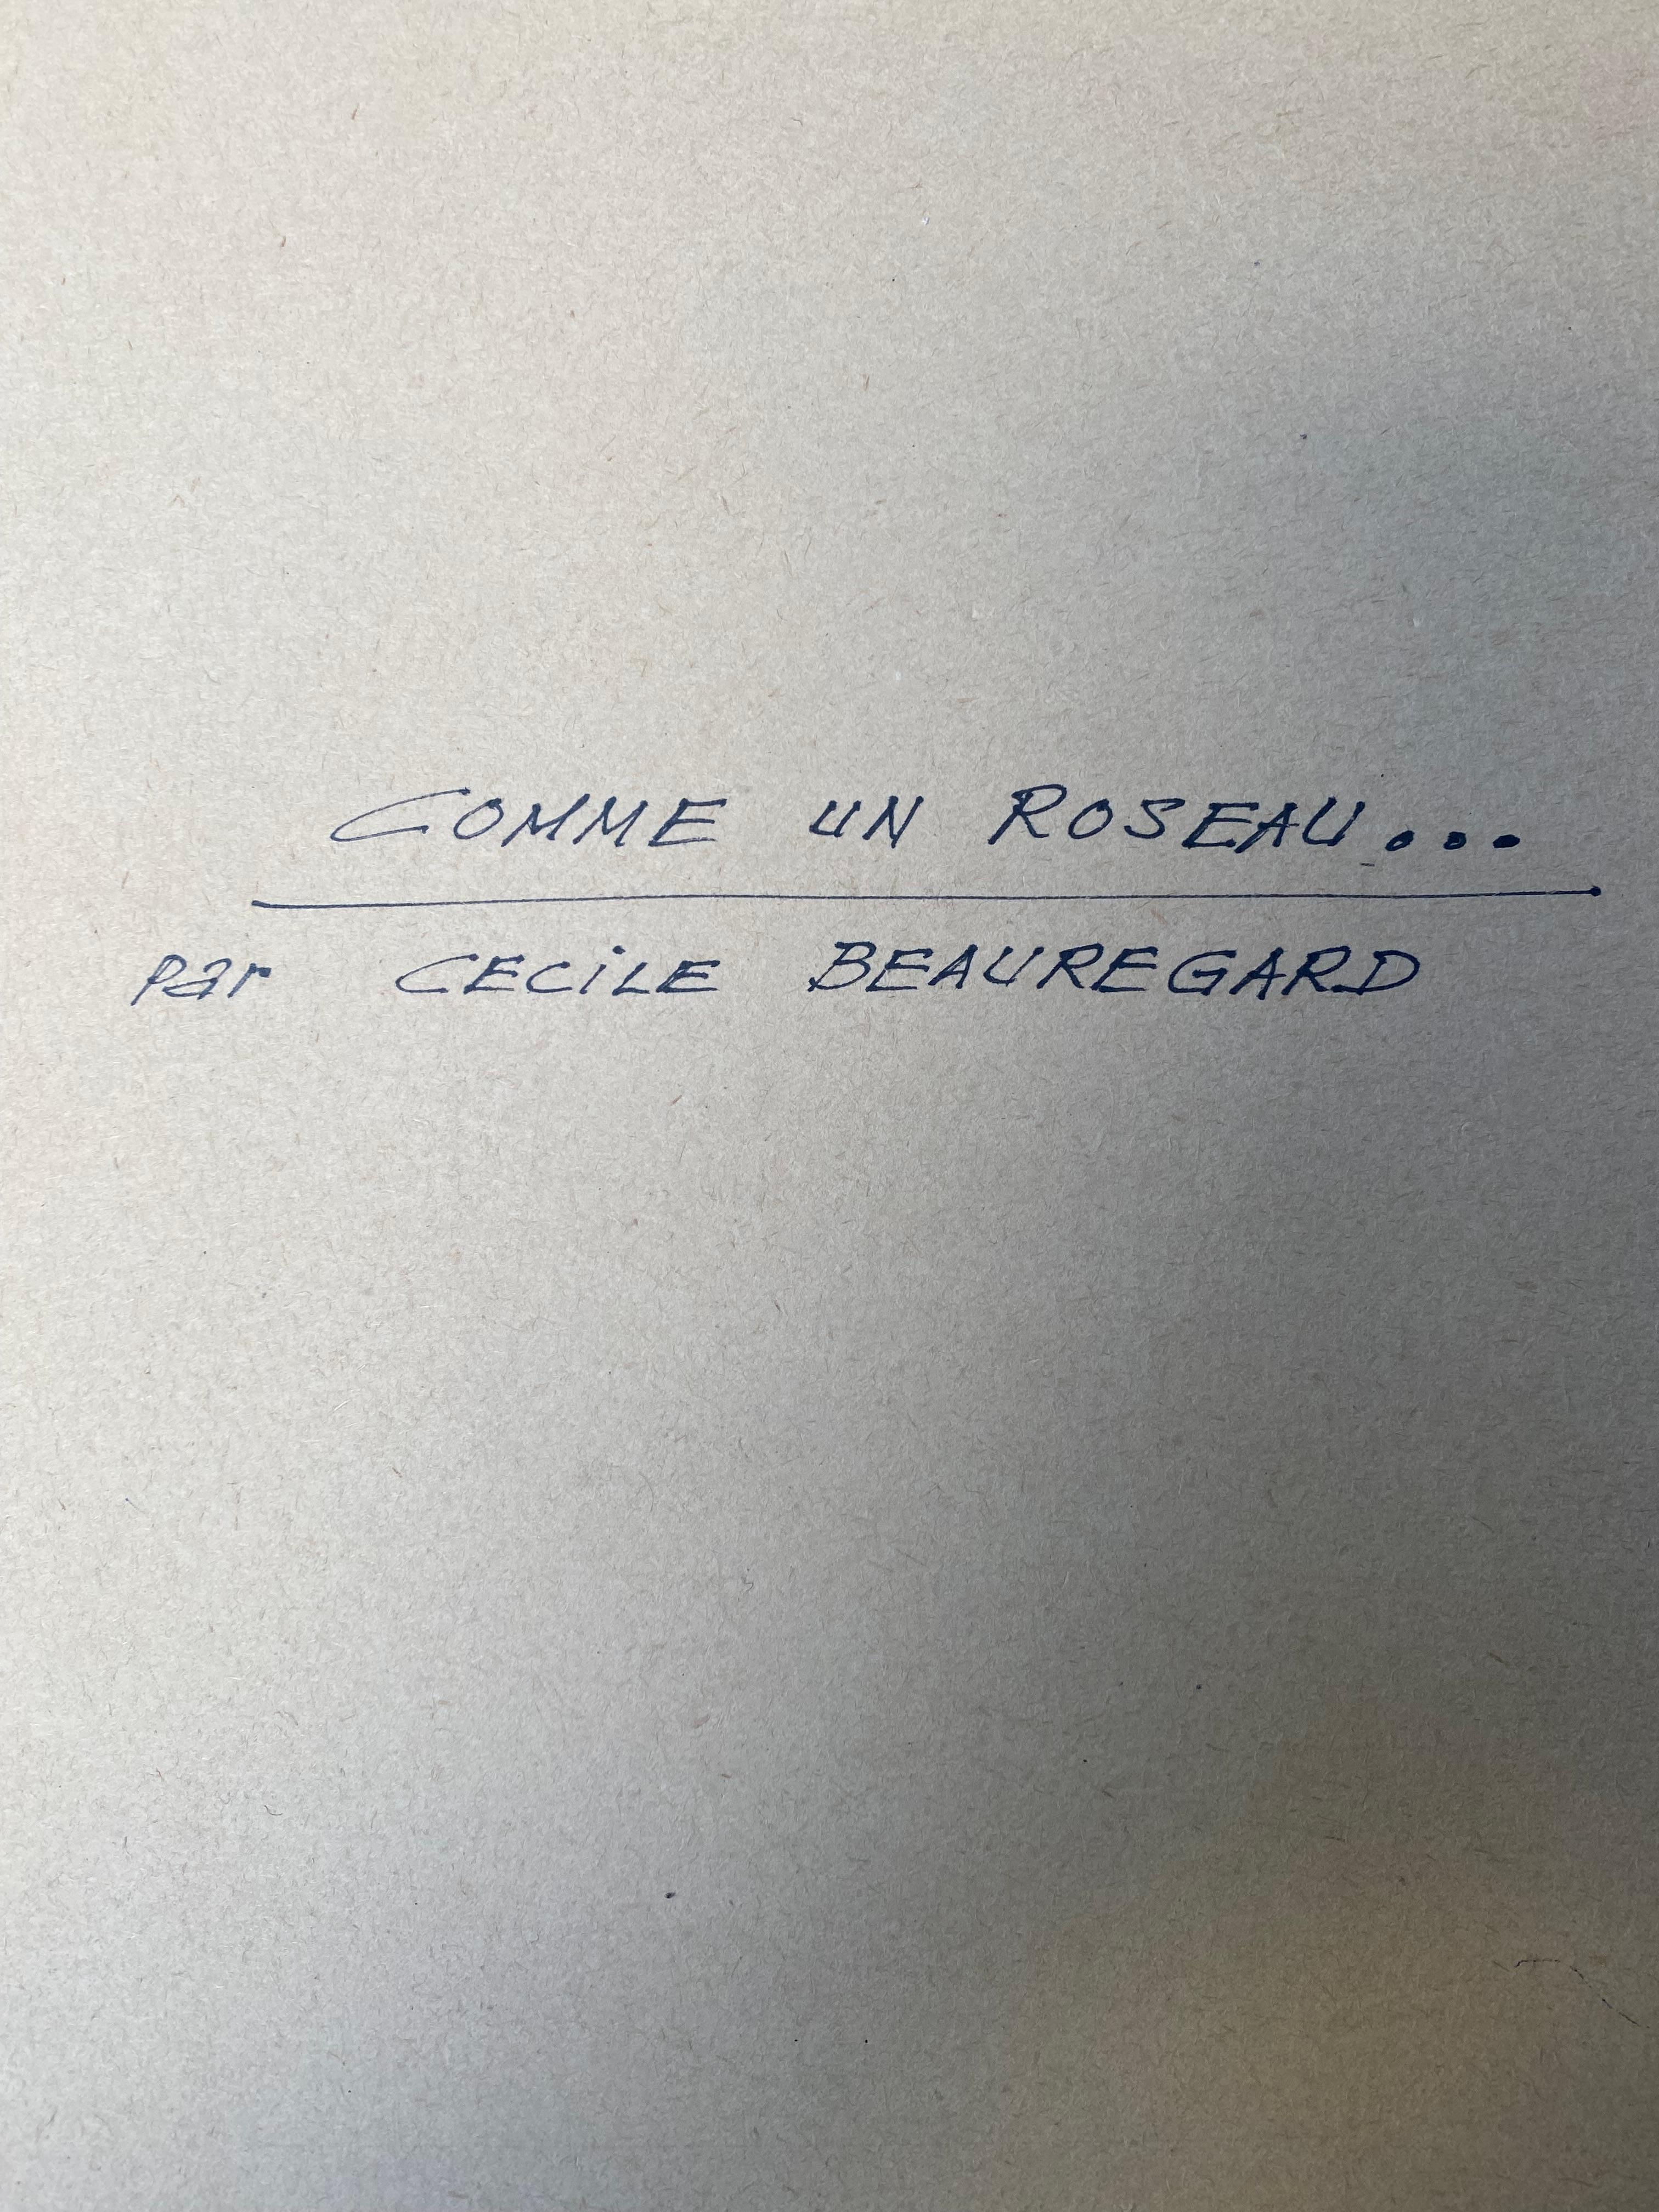 COMME UN ROSEAU...
par CECiLE BEAUREGARD